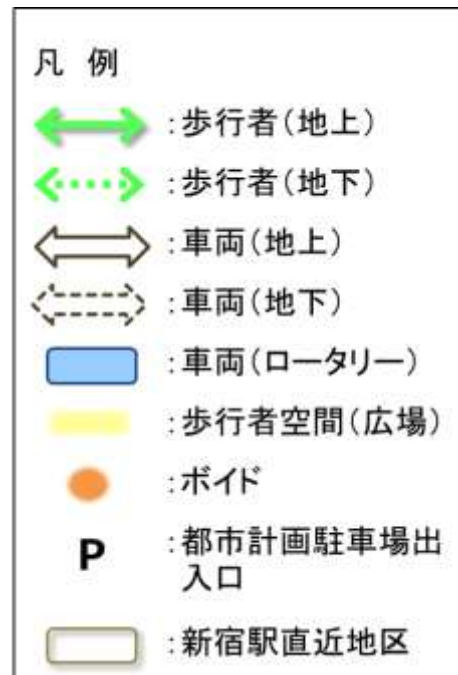 凡 例
:歩行者(地上)
:歩行者(地下)
:車両(地上)
:車両(地下)
:車両(ロータリー)
:歩行者空間(広場)
:ボイド
P :都市計画駐車場出
入口
:新宿駅直近地区